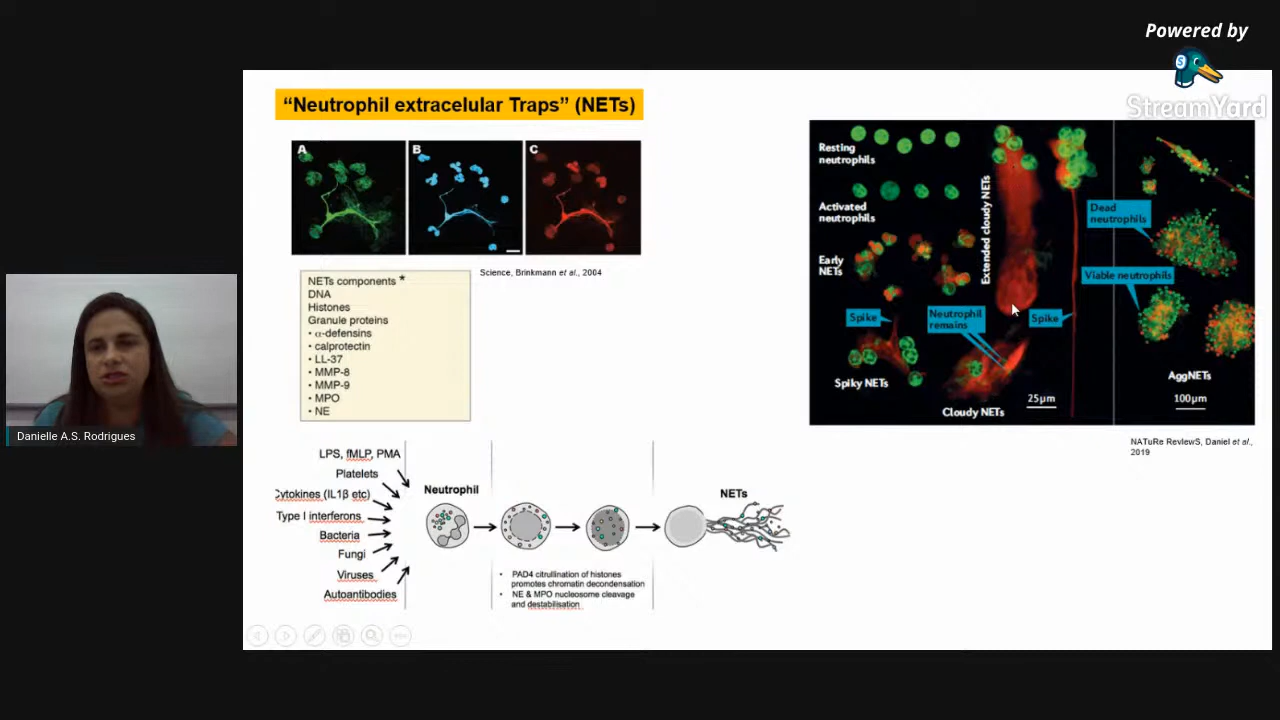 Powered by
StreamYard
“Neutrophil extracelular Traps” (NETs)
A
B
C
Science, Brinkmann et al., 2004
NETs components *
DNA
Histones
Granule proteins
• α-defensins
• calprotectin
• LL-37
• MMP-8
• MMP-9
• MPO
• NE
Resting
neutrophils
Activated
neutrophils
Early
NETs
Extended cloudy NETs
Dead
neutrophils
Viable neutrophils
Spike
Neutrophil
remains
Spike
Spiky NETs
Cloudy NETs
25µm
AggNETs
100µm
NATuRe ReviewS, Daniel et al.,
2019
LPS, fMLP, PMA
Platelets
Cytokines (IL1β etc)
Type I interferons
Bacteria
Fungi
Viruses
Autoantibodies
Neutrophil
NETs
• PAD4 citrullination of histones
promotes chromatin decondensation
• NE & MPO nucleosome cleavage
and destabilisation
Danielle A.S. Rodrigues